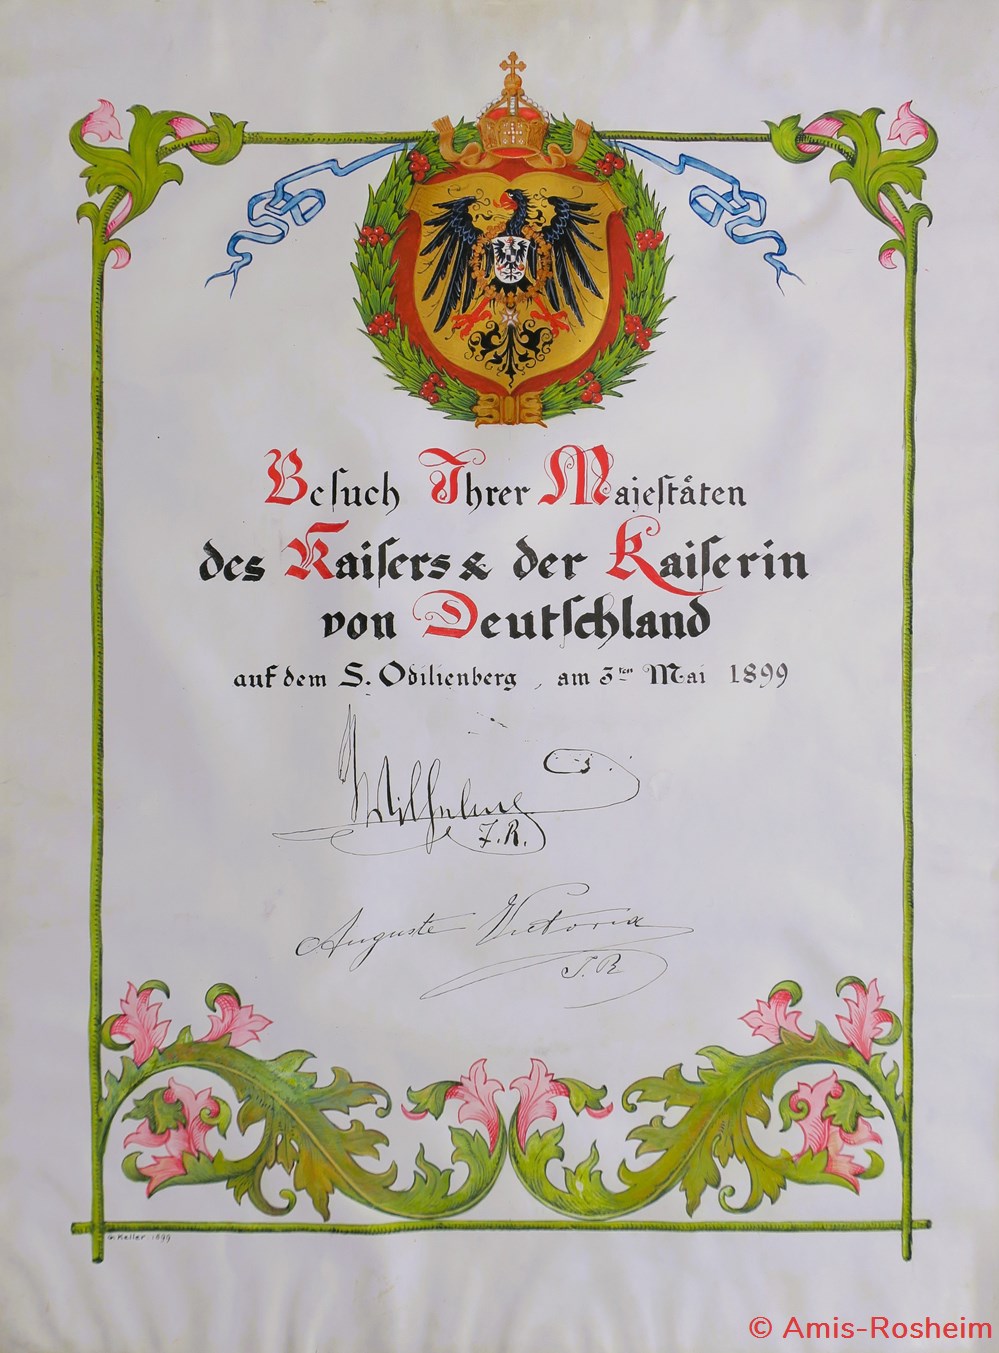 Besuch Ihrer Majestäten
des Kaisers & der Kaiserin
von Deutschland
auf dem S. Odilienberg, am 3ten Mai 1899
Wilhelm
I. R.
Auguste Victoria
I. R.
G. Keller. 1899
© Amis-Rosheim